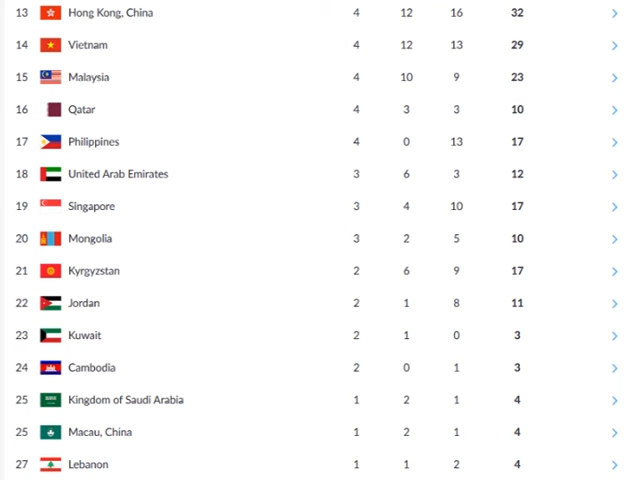 13 Hong Kong, China 4 12 16 32
14 Vietnam 4 12 13 29
15 Malaysia 4 10 9 23
16 Qatar 4 3 3 10
17 Philippines 4 0 13 17
18 United Arab Emirates 3 6 3 12
19 Singapore 3 4 10 17
20 Mongolia 3 2 5 10
21 Kyrgyzstan 2 6 9 17
22 Jordan 2 1 8 11
23 Kuwait 2 1 0 3
24 Cambodia 2 0 1 3
25 Kingdom of Saudi Arabia 1 2 1 4
25 Macau, China 1 2 1 4
27 Lebanon 1 1 2 4